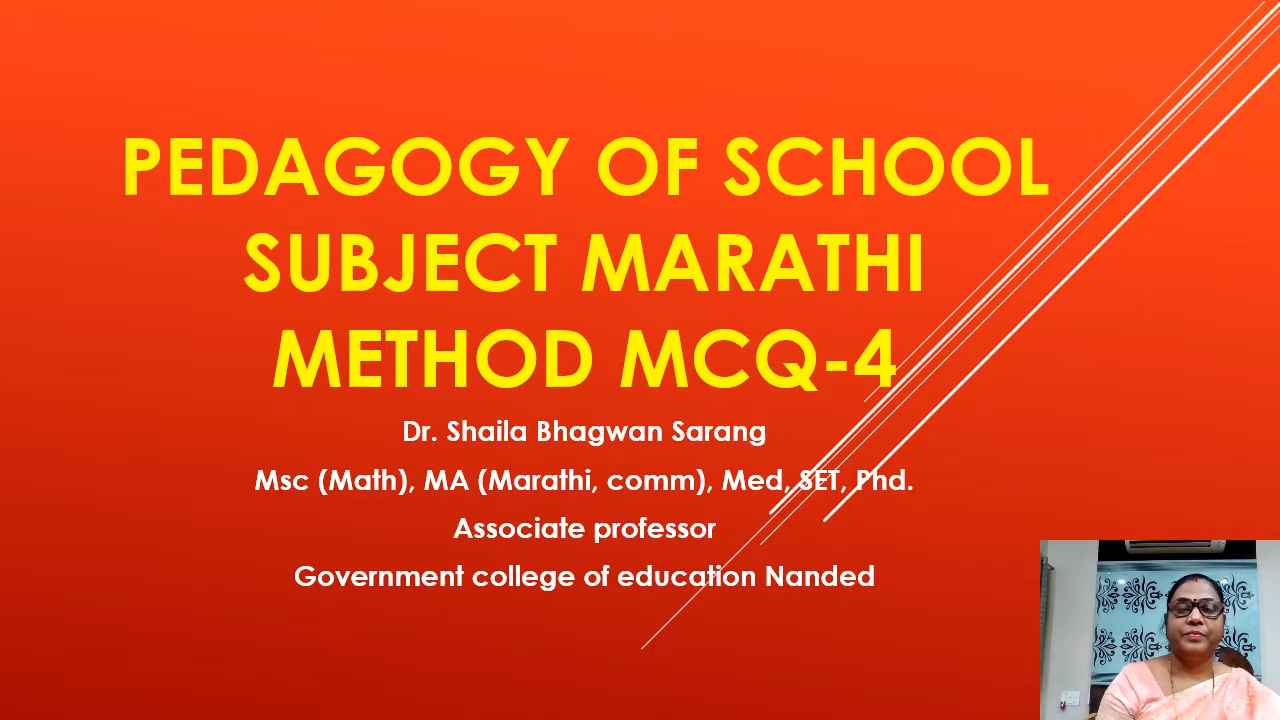 PEDAGOGY OF SCHOOL
SUBJECT MARATHI
METHOD MCQ-4
Dr. Shaila Bhagwan Sarang
Msc (Math), MA (Marathi, comm), Med, SET, Phd.
Associate professor
Government college of education Nanded